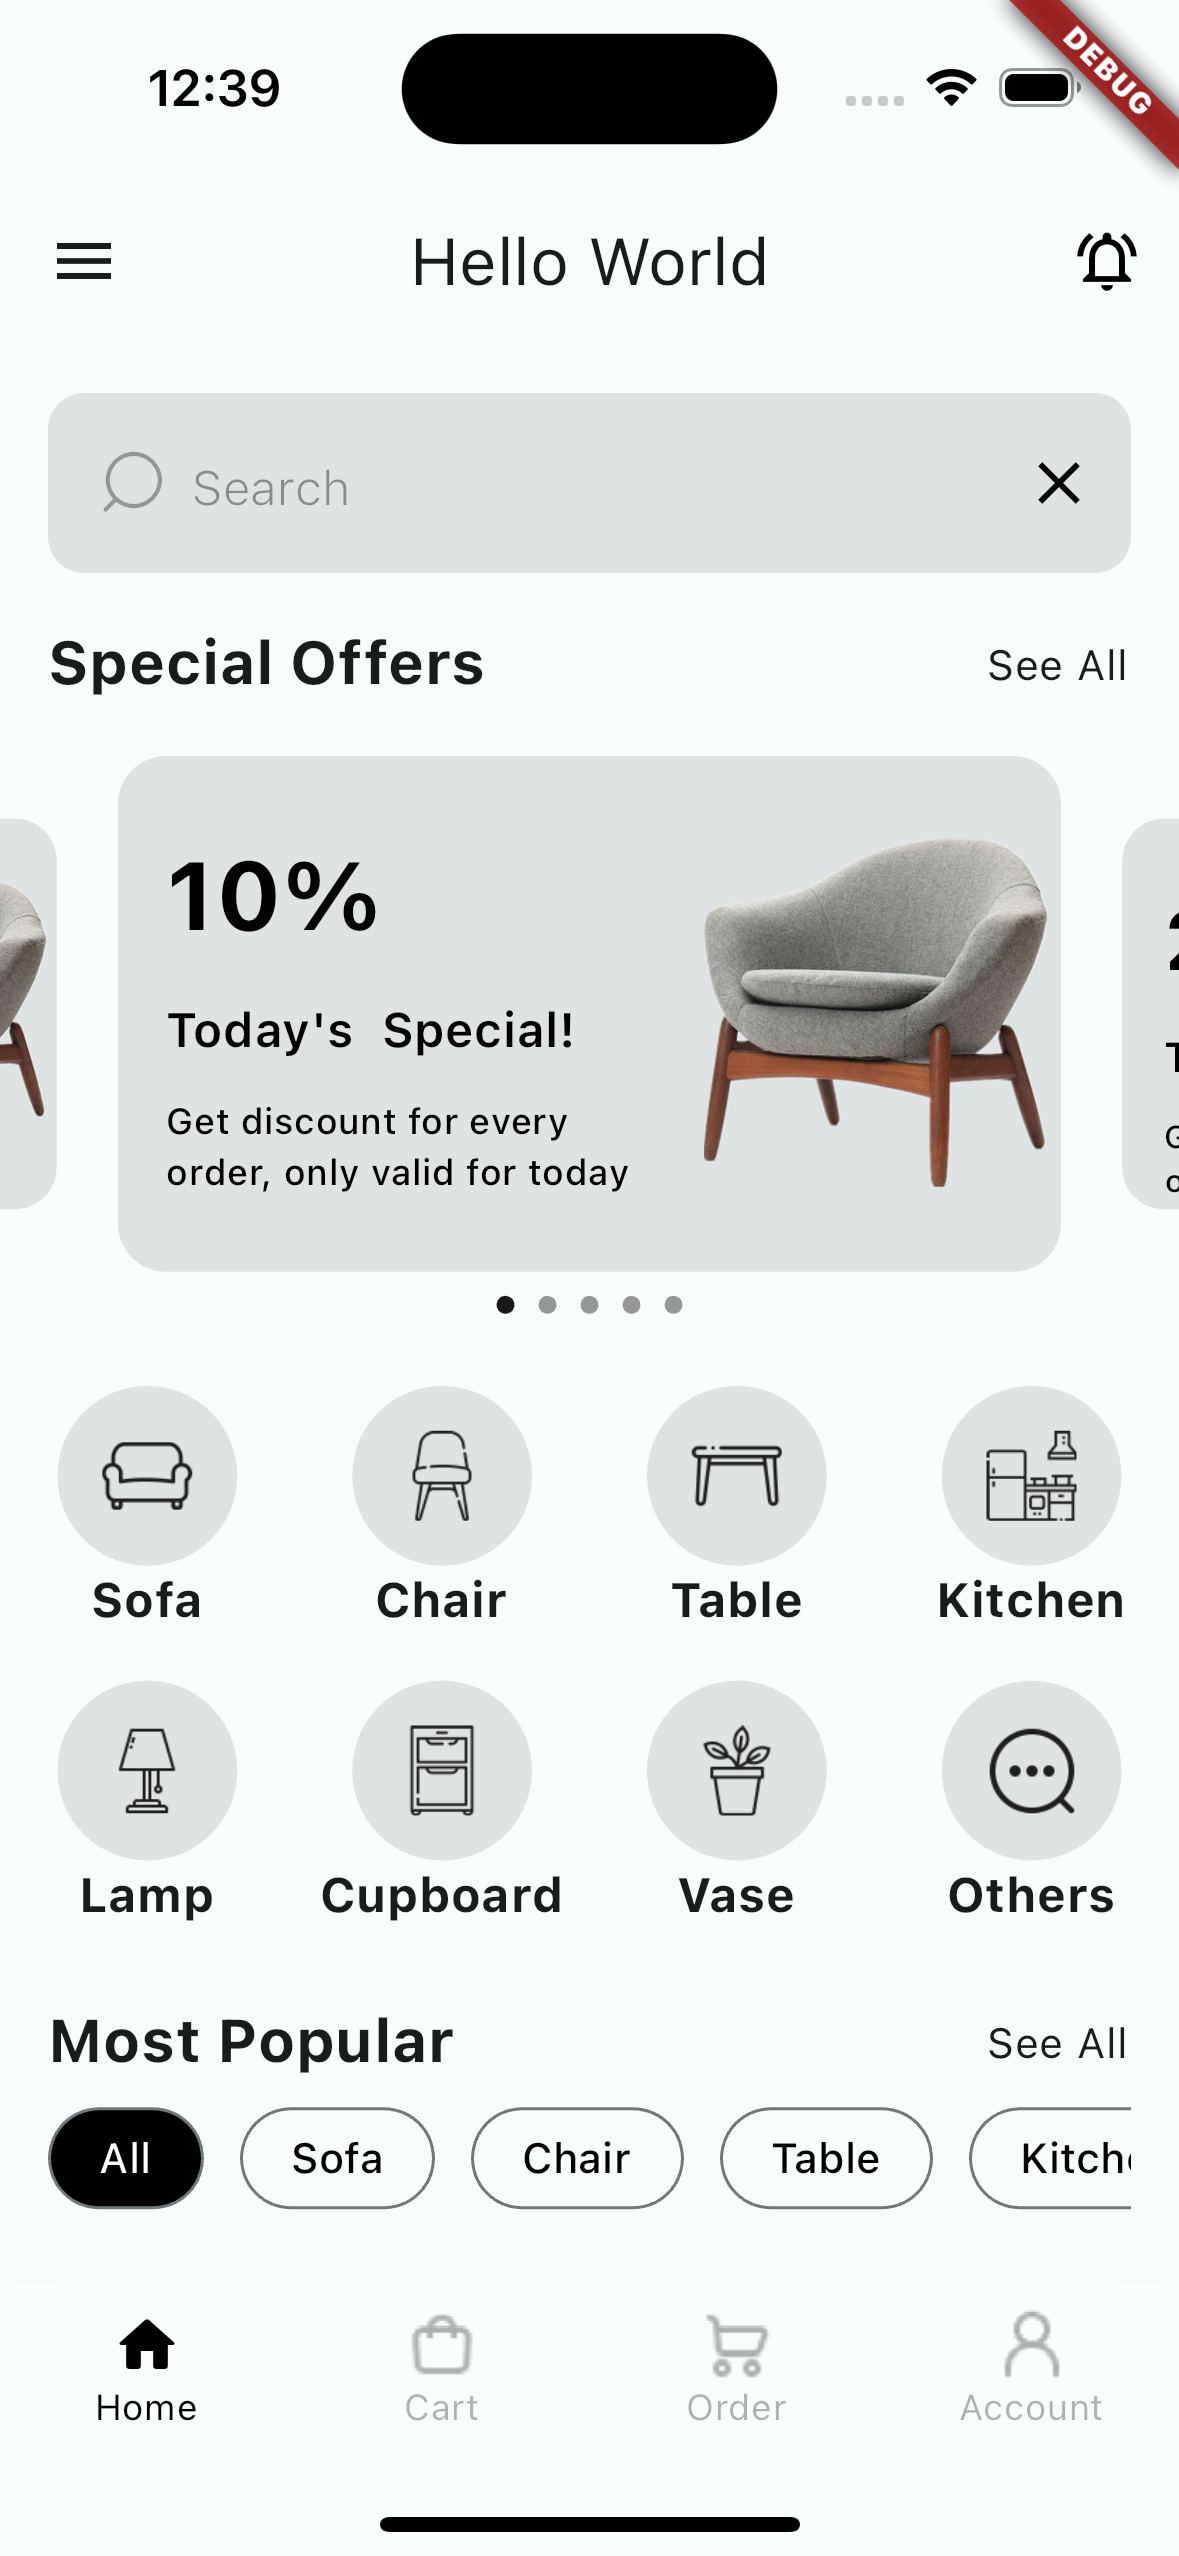 12:39
DEBUG
Hello World
Search
Special Offers
See All
10%
Today's  Special!
Get discount for every
order, only valid for today
Sofa
Chair
Table
Kitchen
Lamp
Cupboard
Vase
Others
Most Popular
See All
All
Sofa
Chair
Table
Home
Cart
Order
Account